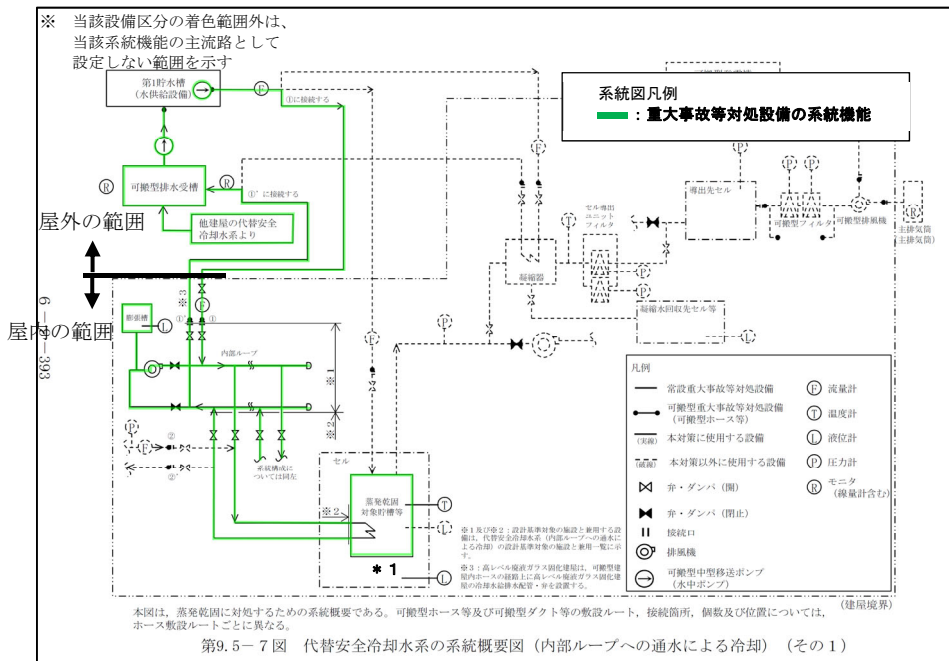 ※ 当該設備区分の着色範囲外は、
当該系統機能の主流路として
設定しない範囲を示す
系統図凡例
：重大事故等対処設備の系統機能
第1貯水槽
(水供給設備)
F
①に接続する
R
可搬型排水受槽
R
①'に接続する
他建屋の代替安全
冷却水系より
屋外の範囲
屋内の範囲
※3
F
①'
①
膨張槽
L
内部ループ
※1
※2
P
F
②
②'
系統構成に
ついては同左
F
P
F
セル
蒸発乾固
対象貯槽等
※2
T
L
＊1
L
凝縮器
T
セル導出
ユニット
フィルタ
P
P
凝縮水回収先セル等
L
導出先セル
P
P
P
可搬型フィルタ
P
可搬型排風機
R
主排気筒
(主排気筒)
凡例
常設重大事故等対処設備
可搬型重大事故等対処設備
(可搬型ホース等)
(実線)
本対策に使用する設備
(破線)
本対策以外に使用する設備
弁・ダンパ（開）
弁・ダンパ（閉止）
接続口
排風機
可搬型中型移送ポンプ
(水中ポンプ)
F 流量計
T 温度計
L 液位計
P 圧力計
R モニタ
(線量計含む)
※1及び※2：設計基準対象の施設と兼用する設
備は，代替安全冷却水系（内部ループへの通水に
よる冷却）の設計基準対象の施設と兼用一覧に示
す。
※3：高レベル廃液ガラス固化建屋は，可搬型建
屋内ホースの経路上に高レベル廃液ガラス固化建
屋の冷却水給排水配管・弁を設置する。
(建屋境界)
本図は，蒸発乾固に対処するための系統概要である。可搬型ホース等及び可搬型ダクト等の敷設ルート，接続箇所，個数及び位置については，
ホース敷設ルートごとに異なる。
第9.5－7図 代替安全冷却水系の系統概要図（内部ループへの通水による冷却）（その1）